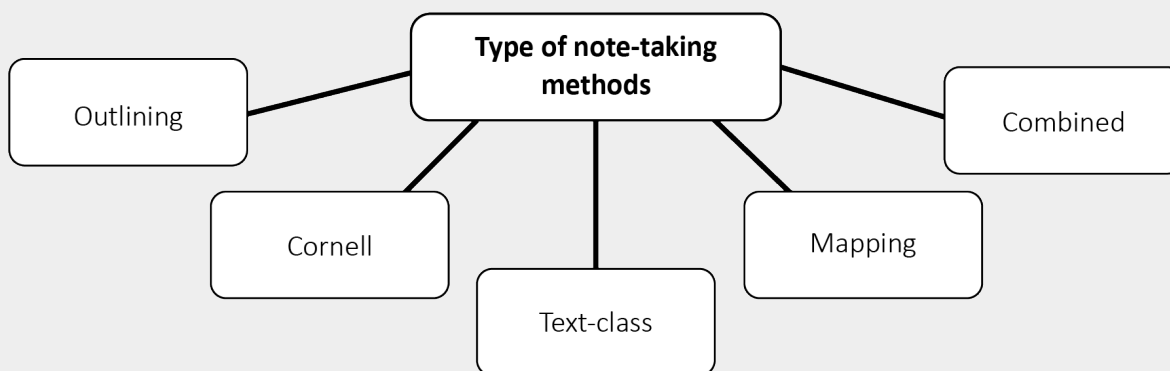 Type of note-taking
methods
Outlining
Combined
Cornell
Mapping
Text-class